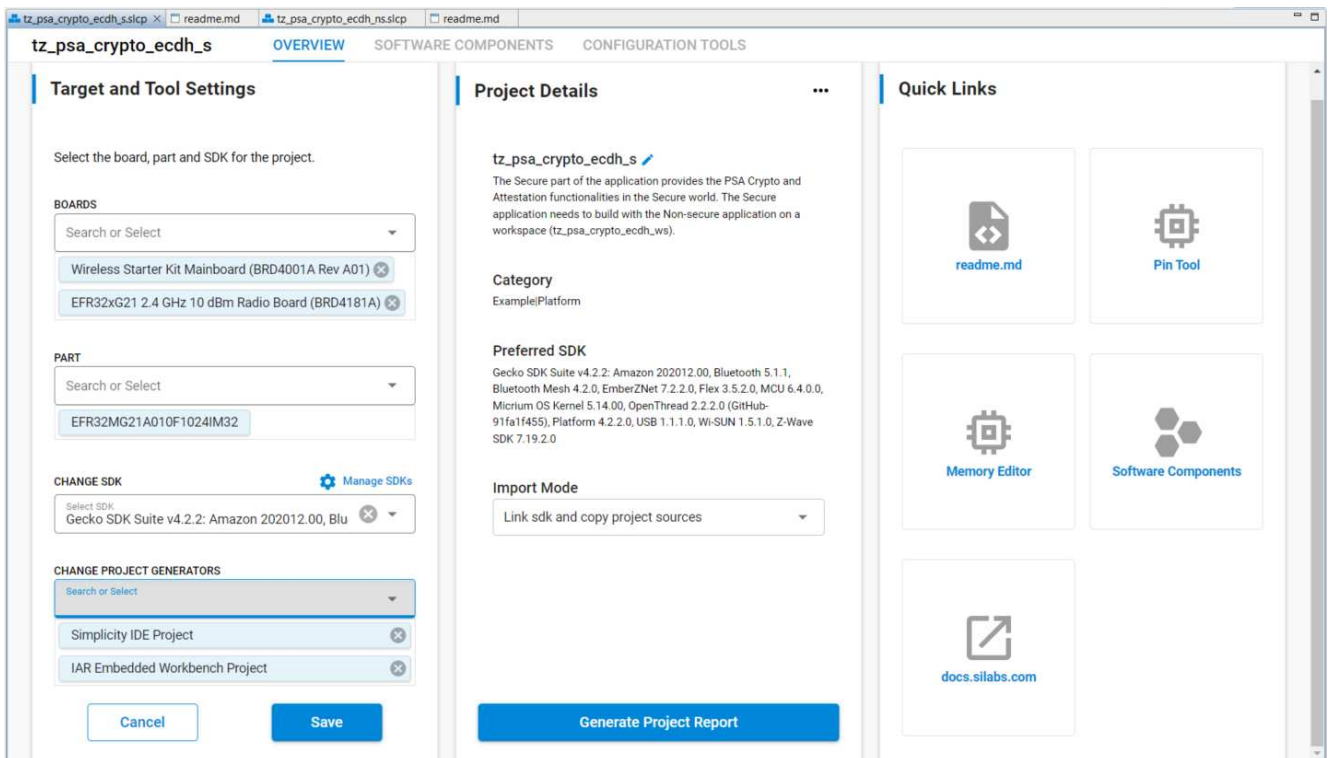 tz_psa_crypto_ecdh_s.slcp
readme.md
tz_psa_crypto_ecdh_ns.slcp
readme.md
tz_psa_crypto_ecdh_s
OVERVIEW
SOFTWARE COMPONENTS
CONFIGURATION TOOLS
Target and Tool Settings
Select the board, part and SDK for the project.
BOARDS
Search or Select
Wireless Starter Kit Mainboard (BRD4001A Rev A01)
EFR32xG21 2.4 GHz 10 dBm Radio Board (BRD4181A)
PART
Search or Select
EFR32MG21A010F1024IM32
CHANGE SDK
Manage SDKs
Select SDK
Gecko SDK Suite v4.2.2: Amazon 202012.00, Blu
CHANGE PROJECT GENERATORS
Search or Select
Simplicity IDE Project
IAR Embedded Workbench Project
Cancel
Save
Project Details
tz_psa_crypto_ecdh_s
The Secure part of the application provides the PSA Crypto and
Attestation functionalities in the Secure world. The Secure
application needs to build with the Non-secure application on a
workspace (tz_psa_crypto_ecdh_ws).
Category
Example|Platform
Preferred SDK
Gecko SDK Suite v4.2.2: Amazon 202012.00, Bluetooth 5.1.1,
Bluetooth Mesh 4.2.0, EmberZNet 7.2.2.0, Flex 3.5.2.0, MCU 6.4.0.0,
Micrium OS Kernel 5.14.00, OpenThread 2.2.2.0 (GitHub-
91fa1f455), Platform 4.2.2.0, USB 1.1.1.0, Wi-SUN 1.5.1.0, Z-Wave
SDK 7.19.2.0
Import Mode
Link sdk and copy project sources
Generate Project Report
Quick Links
readme.md
Pin Tool
Memory Editor
Software Components
docs.silabs.com